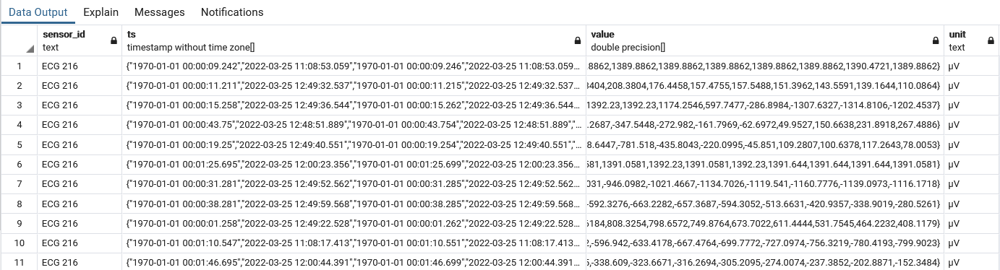 Data Output Explain Messages Notifications
sensor_id ts value unit
text timestamp without time zone[] double precision[] text
1 ECG 216 {"1970-01-01 00:00:09.242","2022-03-25 11:08:53.059","1970-01-01 00:00:09.246","2022-03-25 11:08:53.059... .8862,1389.8862,1389.8862,1389.8862,1389.8862,1389.8862,1390.4721,1389.8862} µV
2 ECG 216 {"1970-01-01 00:00:11.211","2022-03-25 12:49:32.537","1970-01-01 00:00:11.215","2022-03-25 12:49:32.537... 3404,208.3804,176.4458,157.4755,157.5488,151.3962,143.5591,139.1644,110.0864} µV
3 ECG 216 {"1970-01-01 00:00:15.258","2022-03-25 12:49:36.544","1970-01-01 00:00:15.262","2022-03-25 12:49:36.544... 1392.23,1392.23,1174.2546,597.7477,-286.8984,-1307.6327,-1314.8106,-1202.4537} µV
4 ECG 216 {"1970-01-01 00:00:43.75","2022-03-25 12:48:51.889","1970-01-01 00:00:43.754","2022-03-25 12:48:51.889","... .2687,-347.5448,-272.982,-161.7969,-62.6972,49.9527,150.6638,231.8918,267.4886} µV
5 ECG 216 {"1970-01-01 00:00:19.25","2022-03-25 12:49:40.551","1970-01-01 00:00:19.254","2022-03-25 12:49:40.551","... 8.6447,-781.518,-435.8043,-220.0995,-45.851,109.2807,100.6378,117.2643,78.0053} µV
6 ECG 216 {"1970-01-01 00:01:25.695","2022-03-25 12:00:23.356","1970-01-01 00:01:25.699","2022-03-25 12:00:23.356... 581,1391.0581,1392.23,1391.0581,1392.23,1391.644,1391.644,1391.644,1391.0581} µV
7 ECG 216 {"1970-01-01 00:00:31.281","2022-03-25 12:49:52.562","1970-01-01 00:00:31.285","2022-03-25 12:49:52.562... 031,-946.0982,-1021.4667,-1134.7026,-1119.541,-1160.7776,-1139.0973,-1116.1718} µV
8 ECG 216 {"1970-01-01 00:00:38.281","2022-03-25 12:49:59.568","1970-01-01 00:00:38.285","2022-03-25 12:49:59.568... -592.3276,-663.2282,-657.3687,-594.3052,-513.6631,-420.9357,-338.9019,-280.5261} µV
9 ECG 216 {"1970-01-01 00:00:01.258","2022-03-25 12:49:22.528","1970-01-01 00:00:01.262","2022-03-25 12:49:22.528... 5184,808.3254,798.6572,749.8764,673.7022,611.4444,531.7545,464.2232,408.1179} µV
10 ECG 216 {"1970-01-01 00:01:10.547","2022-03-25 11:08:17.413","1970-01-01 00:01:10.551","2022-03-25 11:08:17.413... 2,-596.942,-633.4178,-667.4764,-699.7772,-727.0974,-756.3219,-780.4193,-799.9023} µV
11 ECG 216 {"1970-01-01 00:01:46.695","2022-03-25 12:00:44.391","1970-01-01 00:01:46.699","2022-03-25 12:00:44.391... 5,-338.609,-323.6671,-316.2694,-305.2095,-274.0074,-237.3852,-202.8871,-152.3484} µV